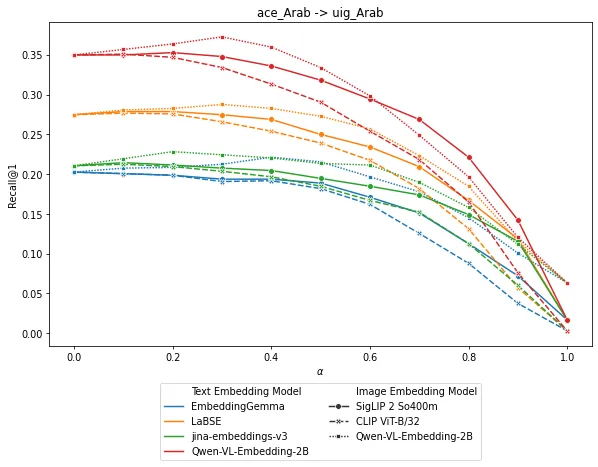 ace_Arab -> uig_Arab
Recall@1
0.35
0.30
0.25
0.20
0.15
0.10
0.05
0.00
0.0
0.2
0.4
0.6
0.8
1.0
α
Text Embedding Model
EmbeddingGemma
LaBSE
jina-embeddings-v3
Qwen-VL-Embedding-2B
Image Embedding Model
SigLIP 2 So400m
CLIP ViT-B/32
Qwen-VL-Embedding-2B